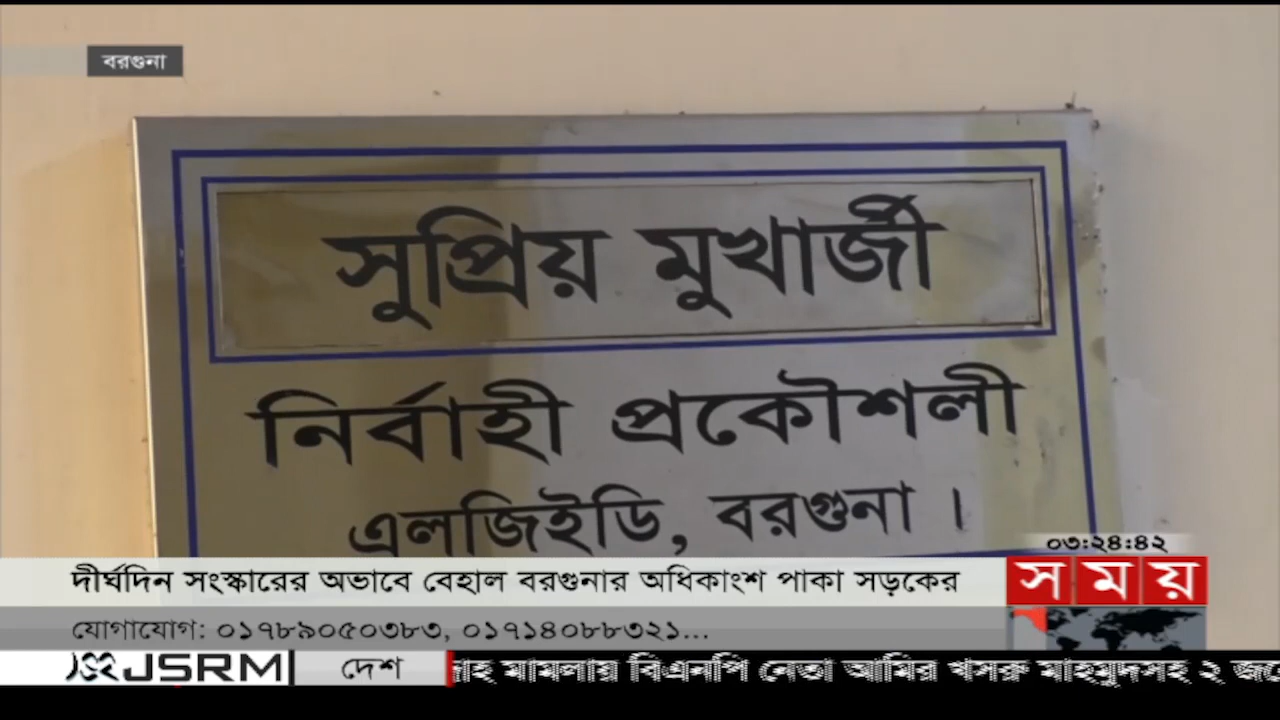 বরগুনা
সুপ্রিয় মুখার্জী
নির্বাহী প্রকৌশলী
এলজিইডি, বরগুনা ।
০৩:২৪:৪২
দীর্ঘদিন সংস্কারের অভাবে বেহাল বরগুনার অধিকাংশ পাকা সড়কের
সময়
যোগাযোগ: ০১৭৮৯০৫০৩৮৩, ০১৭১৪০৮৮৩২১...
JSRM
দেশ
মামলায় বিএনপি নেতা আমির খসরু মাহমুদসহ ২